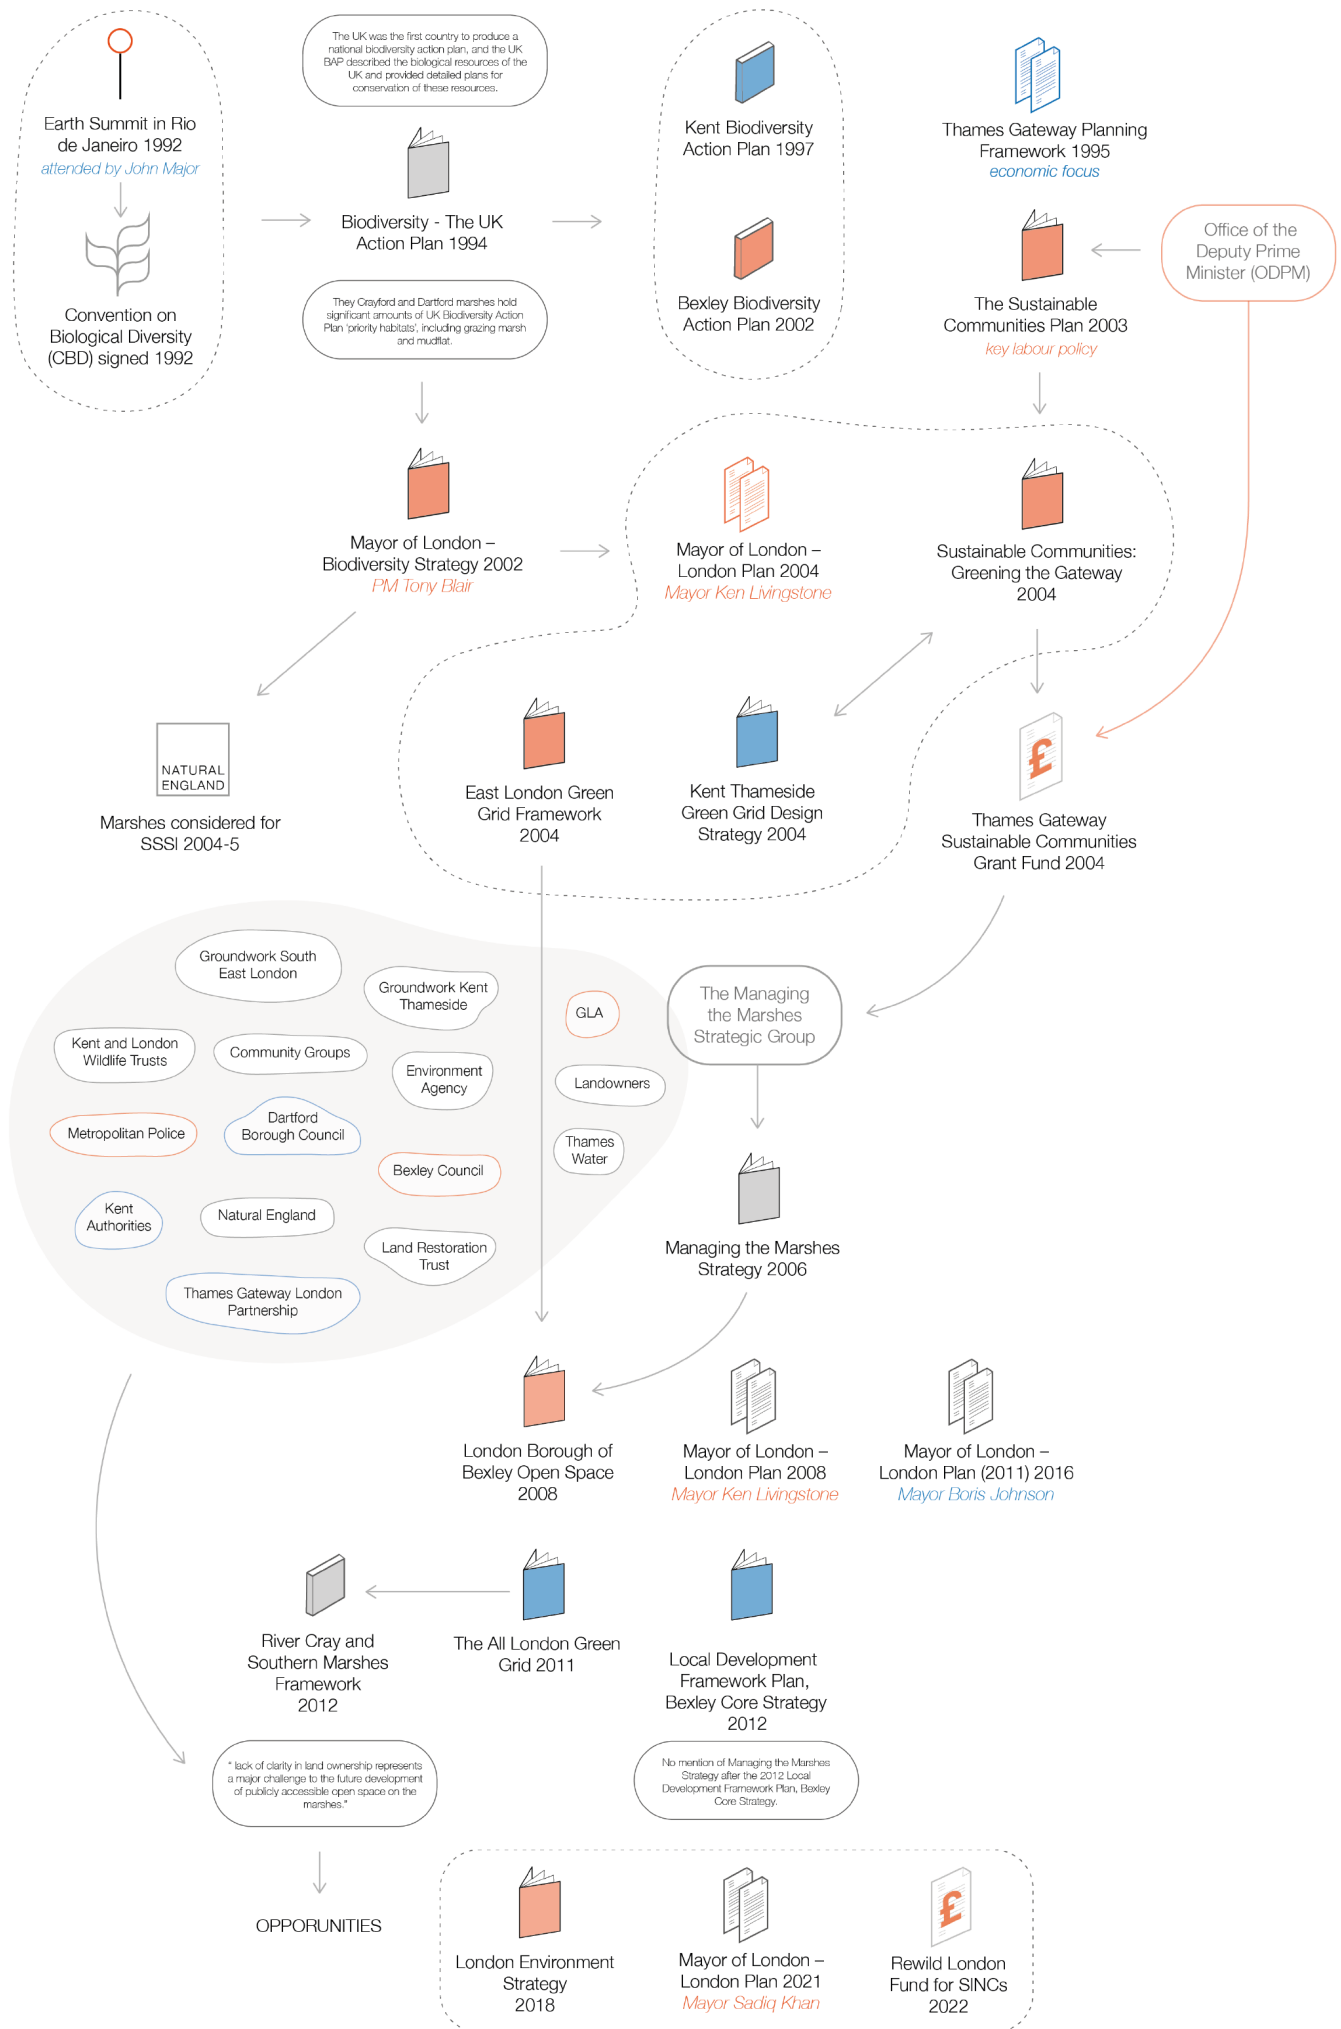 Earth Summit in Rio
de Janeiro 1992
attended by John Major
Convention on
Biological Diversity
(CBD) signed 1992
The UK was the first country to produce a
national biodiversity action plan, and the UK
BAP described the biological resources of the
UK and provided detailed plans for
conservation of these resources.
Biodiversity - The UK
Action Plan 1994
They Crayford and Dartford marshes hold
significant amounts of UK Biodiversity Action
Plan 'priority habitats', including grazing marsh
and mudflat.
Kent Biodiversity
Action Plan 1997
Bexley Biodiversity
Action Plan 2002
Thames Gateway Planning
Framework 1995
economic focus
Office of the
Deputy Prime
Minister (ODPM)
The Sustainable
Communities Plan 2003
key labour policy
Mayor of London –
Biodiversity Strategy 2002
PM Tony Blair
Mayor of London –
London Plan 2004
Mayor Ken Livingstone
Sustainable Communities:
Greening the Gateway
2004
NATURAL
ENGLAND
Marshes considered for
SSSI 2004-5
East London Green
Grid Framework
2004
Kent Thameside
Green Grid Design
Strategy 2004
£
Thames Gateway
Sustainable Communities
Grant Fund 2004
Groundwork South
East London
Groundwork Kent
Thameside
GLA
Kent and London
Wildlife Trusts
Community Groups
Environment
Agency
Landowners
Metropolitan Police
Dartford
Borough Council
Thames
Water
Bexley Council
Kent
Authorities
Natural England
Land Restoration
Trust
Thames Gateway London
Partnership
The Managing
the Marshes
Strategic Group
Managing the Marshes
Strategy 2006
London Borough of
Bexley Open Space
2008
Mayor of London –
London Plan 2008
Mayor Ken Livingstone
Mayor of London –
London Plan (2011) 2016
Mayor Boris Johnson
River Cray and
Southern Marshes
Framework
2012
The All London Green
Grid 2011
Local Development
Framework Plan,
Bexley Core Strategy
2012
" lack of clarity in land ownership represents
a major challenge to the future development
of publicly accessible open space on the
marshes."
No mention of Managing the Marshes
Strategy after the 2012 Local
Development Framework Plan, Bexley
Core Strategy.
OPPORUNITIES
London Environment
Strategy
2018
Mayor of London –
London Plan 2021
Mayor Sadiq Khan
£
Rewild London
Fund for SINCs
2022